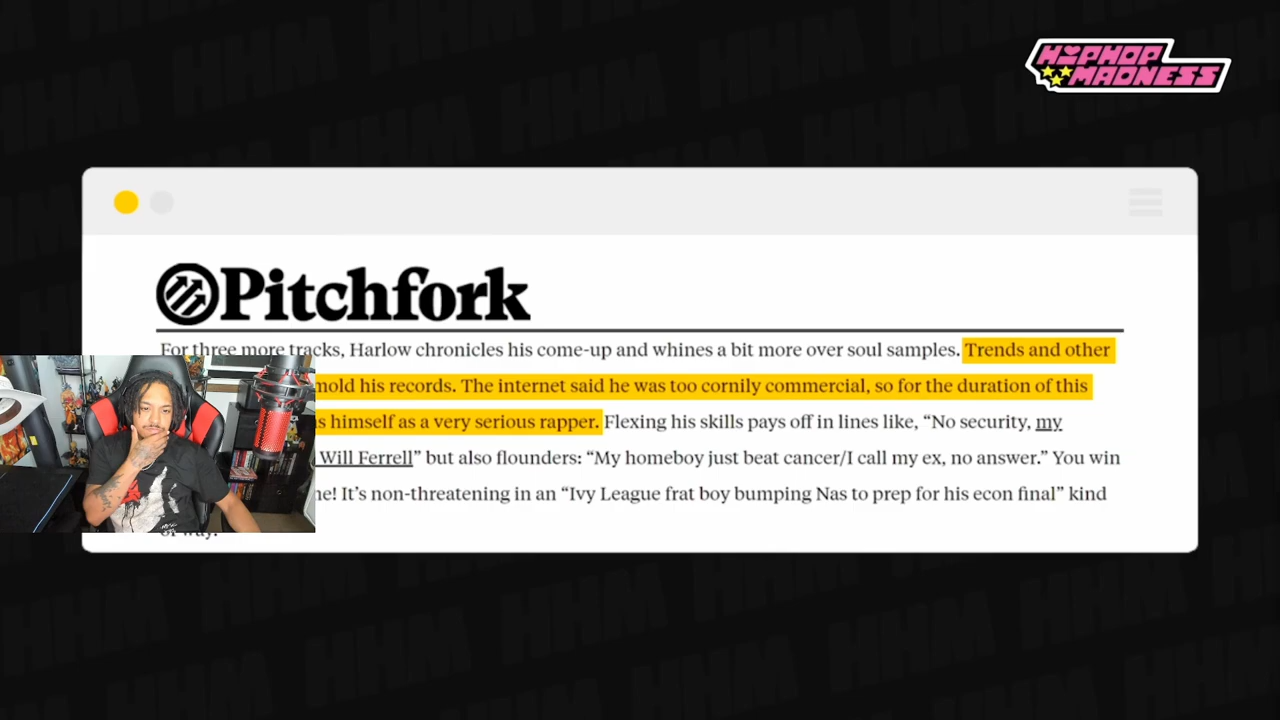 HIPHOP
MADNESS
Pitchfork
For three more tracks, Harlow chronicles his come-up and whines a bit more over soul samples. Trends and other
his records. The internet said he was too cornily commercial, so for the duration of this
himself as a very serious rapper. Flexing his skills pays off in lines like, “No security, my
Will Ferrell” but also flounders: “My homeboy just beat cancer/I call my ex, no answer.” You win
It’s non-threatening in an “Ivy League frat boy bumping Nas to prep for his econ final” kind
of way.